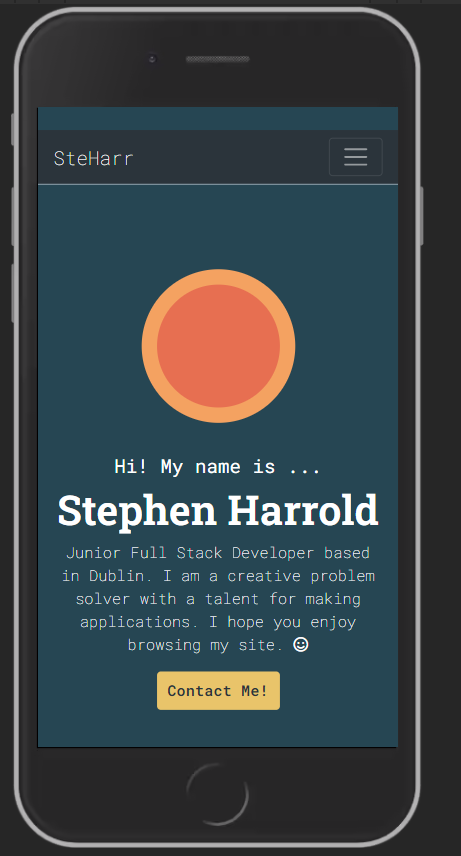 SteHarr
Hi! My name is ...
Stephen Harrold
Junior Full Stack Developer based
in Dublin. I am a creative problem
solver with a talent for making
applications. I hope you enjoy
browsing my site. ☺
Contact Me!